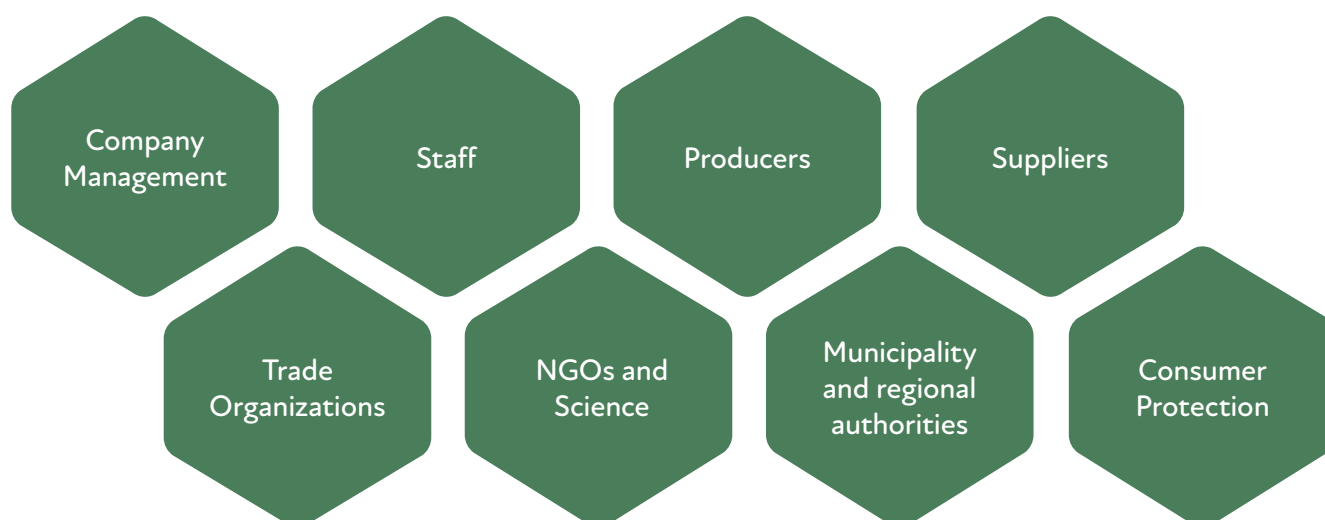 Company
Management
Staff
Producers
Suppliers
Trade
Organizations
NGOs and
Science
Municipality
and regional
authorities
Consumer
Protection